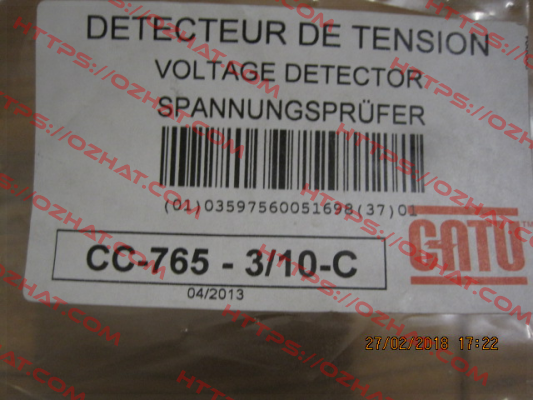 DETECTEUR DE TENSION
VOLTAGE DETECTOR
SPANNUNGSPRÜFER
(01)03597560051698(37)01
CATU
CC-765 - 3/10-C
04/2013
27/02/2018 17:22
HTTPS://OZHAT.COM